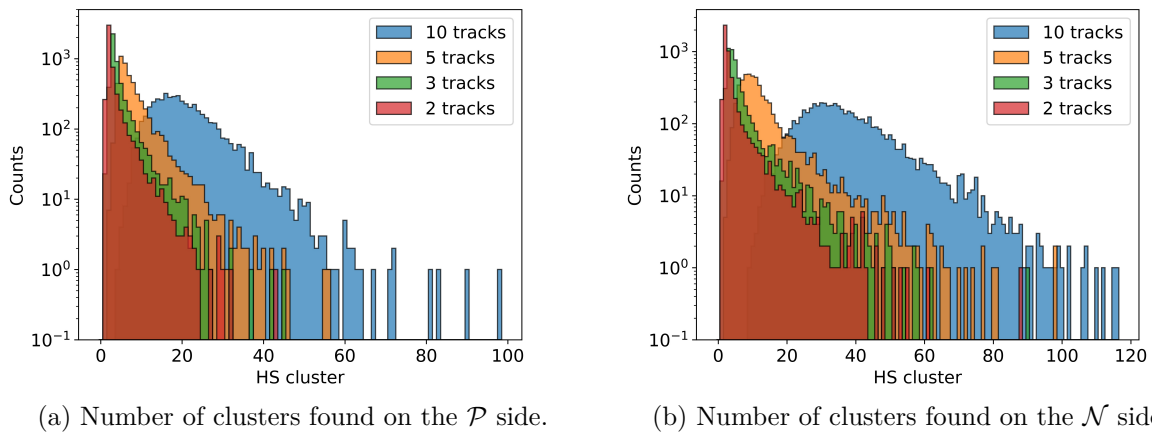 10 tracks
5 tracks
3 tracks
2 tracks
Counts
10³
10²
10¹
10⁰
10⁻¹
0 20 40 60 80 100
HS cluster
(a) Number of clusters found on the 𝒫 side.
10 tracks
5 tracks
3 tracks
2 tracks
Counts
10³
10²
10¹
10⁰
10⁻¹
0 20 40 60 80 100 120
HS cluster
(b) Number of clusters found on the 𝒩 side